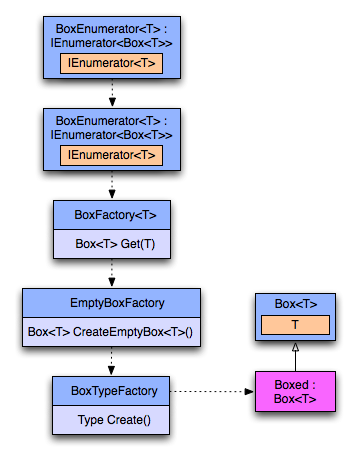 BoxEnumerator<T> :
IEnumerator<Box<T>>
IEnumerator<T>
BoxEnumerator<T> :
IEnumerator<Box<T>>
IEnumerator<T>
BoxFactory<T>
Box<T> Get(T)
EmptyBoxFactory
Box<T> CreateEmptyBox<T>()
Box<T>
T
BoxTypeFactory
Type Create()
Boxed :
Box<T>